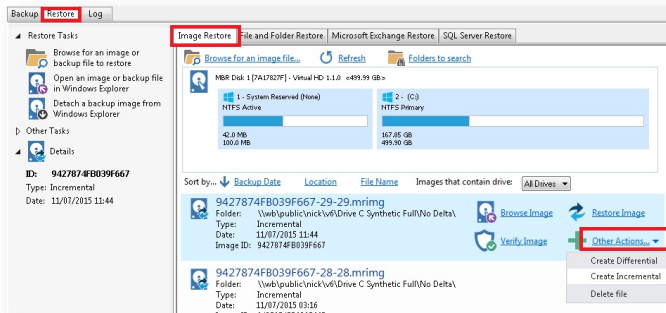 Backup Restore Log
Restore Tasks
Browse for an image or
backup file to restore
Open an image or backup file
in Windows Explorer
Detach a backup image from
Windows Explorer
Other Tasks
Details
ID: 9427874FB039F667
Type: Incremental
Date: 11/07/2015 11:44
Image Restore File and Folder Restore Microsoft Exchange Restore SQL Server Restore
Browse for an image file... Refresh Folders to search
MBR Disk 1 [7A17827F] - Virtual HD 1.1.0 <499.99 GB>
1 - System Reserved (None)
NTFS Active
42.0 MB
100.0 MB
2 - (C:)
NTFS Primary
167.85 GB
499.90 GB
Sort by... Backup Date Location File Name Images that contain drive: All Drives
9427874FB039F667-29-29.mrimg
Folder: \\wb\public\nick\v6\Drive C Synthetic Full\No Delta\
Type: Incremental
Date: 11/07/2015 11:44
Image ID: 9427874FB039F667
Browse Image Restore Image
Verify Image Other Actions...
Create Differential
Create Incremental
Delete file
9427874FB039F667-28-28.mrimg
Folder: \\wb\public\nick\v6\Drive C Synthetic Full\No Delta\
Type: Incremental
Date: 11/07/2015 03:16